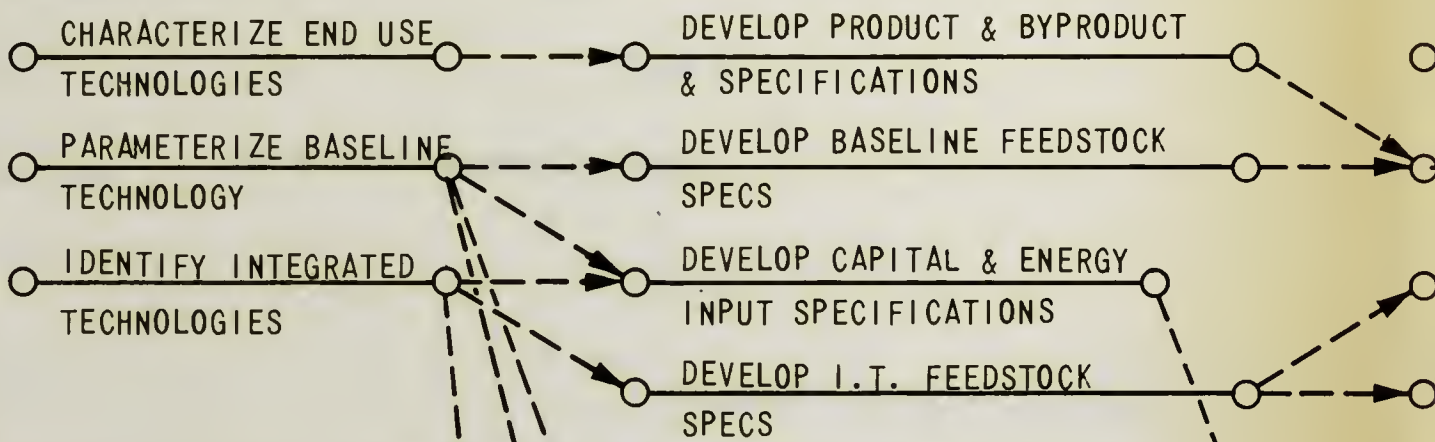 CHARACTERIZE END USE
TECHNOLOGIES
DEVELOP PRODUCT & BYPRODUCT
& SPECIFICATIONS
PARAMETERIZE BASELINE
TECHNOLOGY
DEVELOP BASELINE FEEDSTOCK
SPECS
IDENTIFY INTEGRATED
TECHNOLOGIES
DEVELOP CAPITAL & ENERGY
INPUT SPECIFICATIONS
DEVELOP I.T. FEEDSTOCK
SPECS